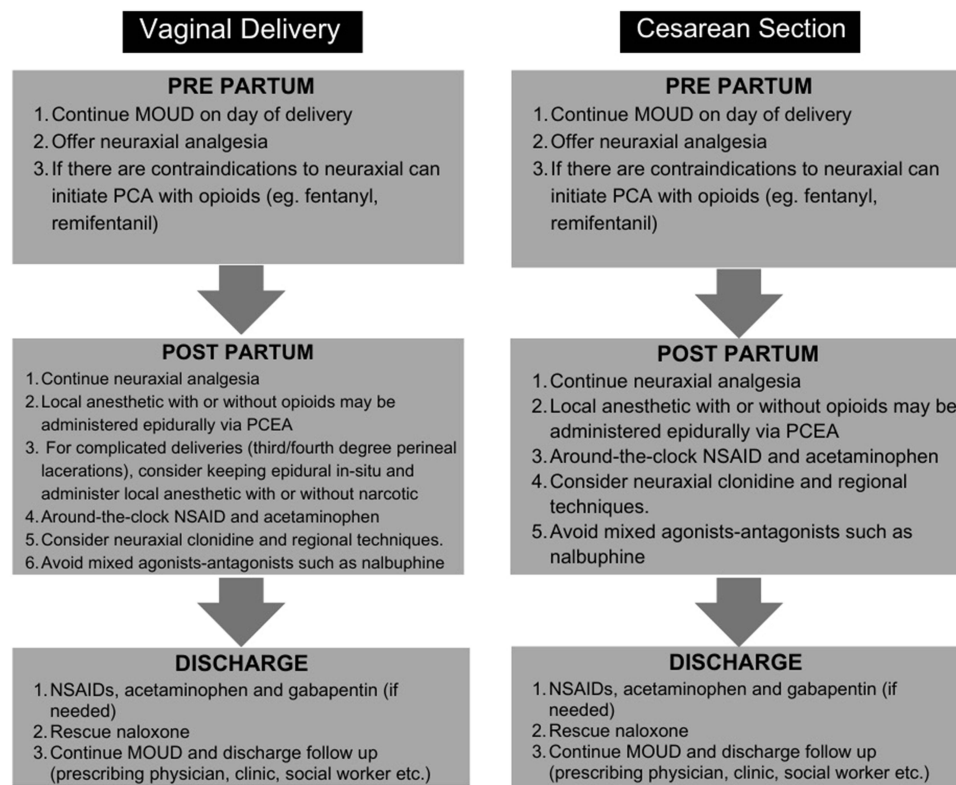 Vaginal Delivery
PRE PARTUM
1. Continue MOUD on day of delivery
2. Offer neuraxial analgesia
3. If there are contraindications to neuraxial can
initiate PCA with opioids (eg. fentanyl,
remifentanil)
POST PARTUM
1. Continue neuraxial analgesia
2. Local anesthetic with or without opioids may be
administered epidurally via PCEA
3. For complicated deliveries (third/fourth degree perineal
lacerations), consider keeping epidural in-situ and
administer local anesthetic with or without narcotic
4. Around-the-clock NSAID and acetaminophen
5. Consider neuraxial clonidine and regional techniques.
6. Avoid mixed agonists-antagonists such as nalbuphine
DISCHARGE
1. NSAIDs, acetaminophen and gabapentin (if
needed)
2. Rescue naloxone
3. Continue MOUD and discharge follow up
(prescribing physician, clinic, social worker etc.)
Cesarean Section
PRE PARTUM
1. Continue MOUD on day of delivery
2. Offer neuraxial analgesia
3. If there are contraindications to neuraxial can
initiate PCA with opioids (eg. fentanyl,
remifentanil)
POST PARTUM
1. Continue neuraxial analgesia
2. Local anesthetic with or without opioids may be
administered epidurally via PCEA
3. Around-the-clock NSAID and acetaminophen
4. Consider neuraxial clonidine and regional
techniques.
5. Avoid mixed agonists-antagonists such as
nalbuphine
DISCHARGE
1. NSAIDs, acetaminophen and gabapentin (if
needed)
2. Rescue naloxone
3. Continue MOUD and discharge follow up
(prescribing physician, clinic, social worker etc.)